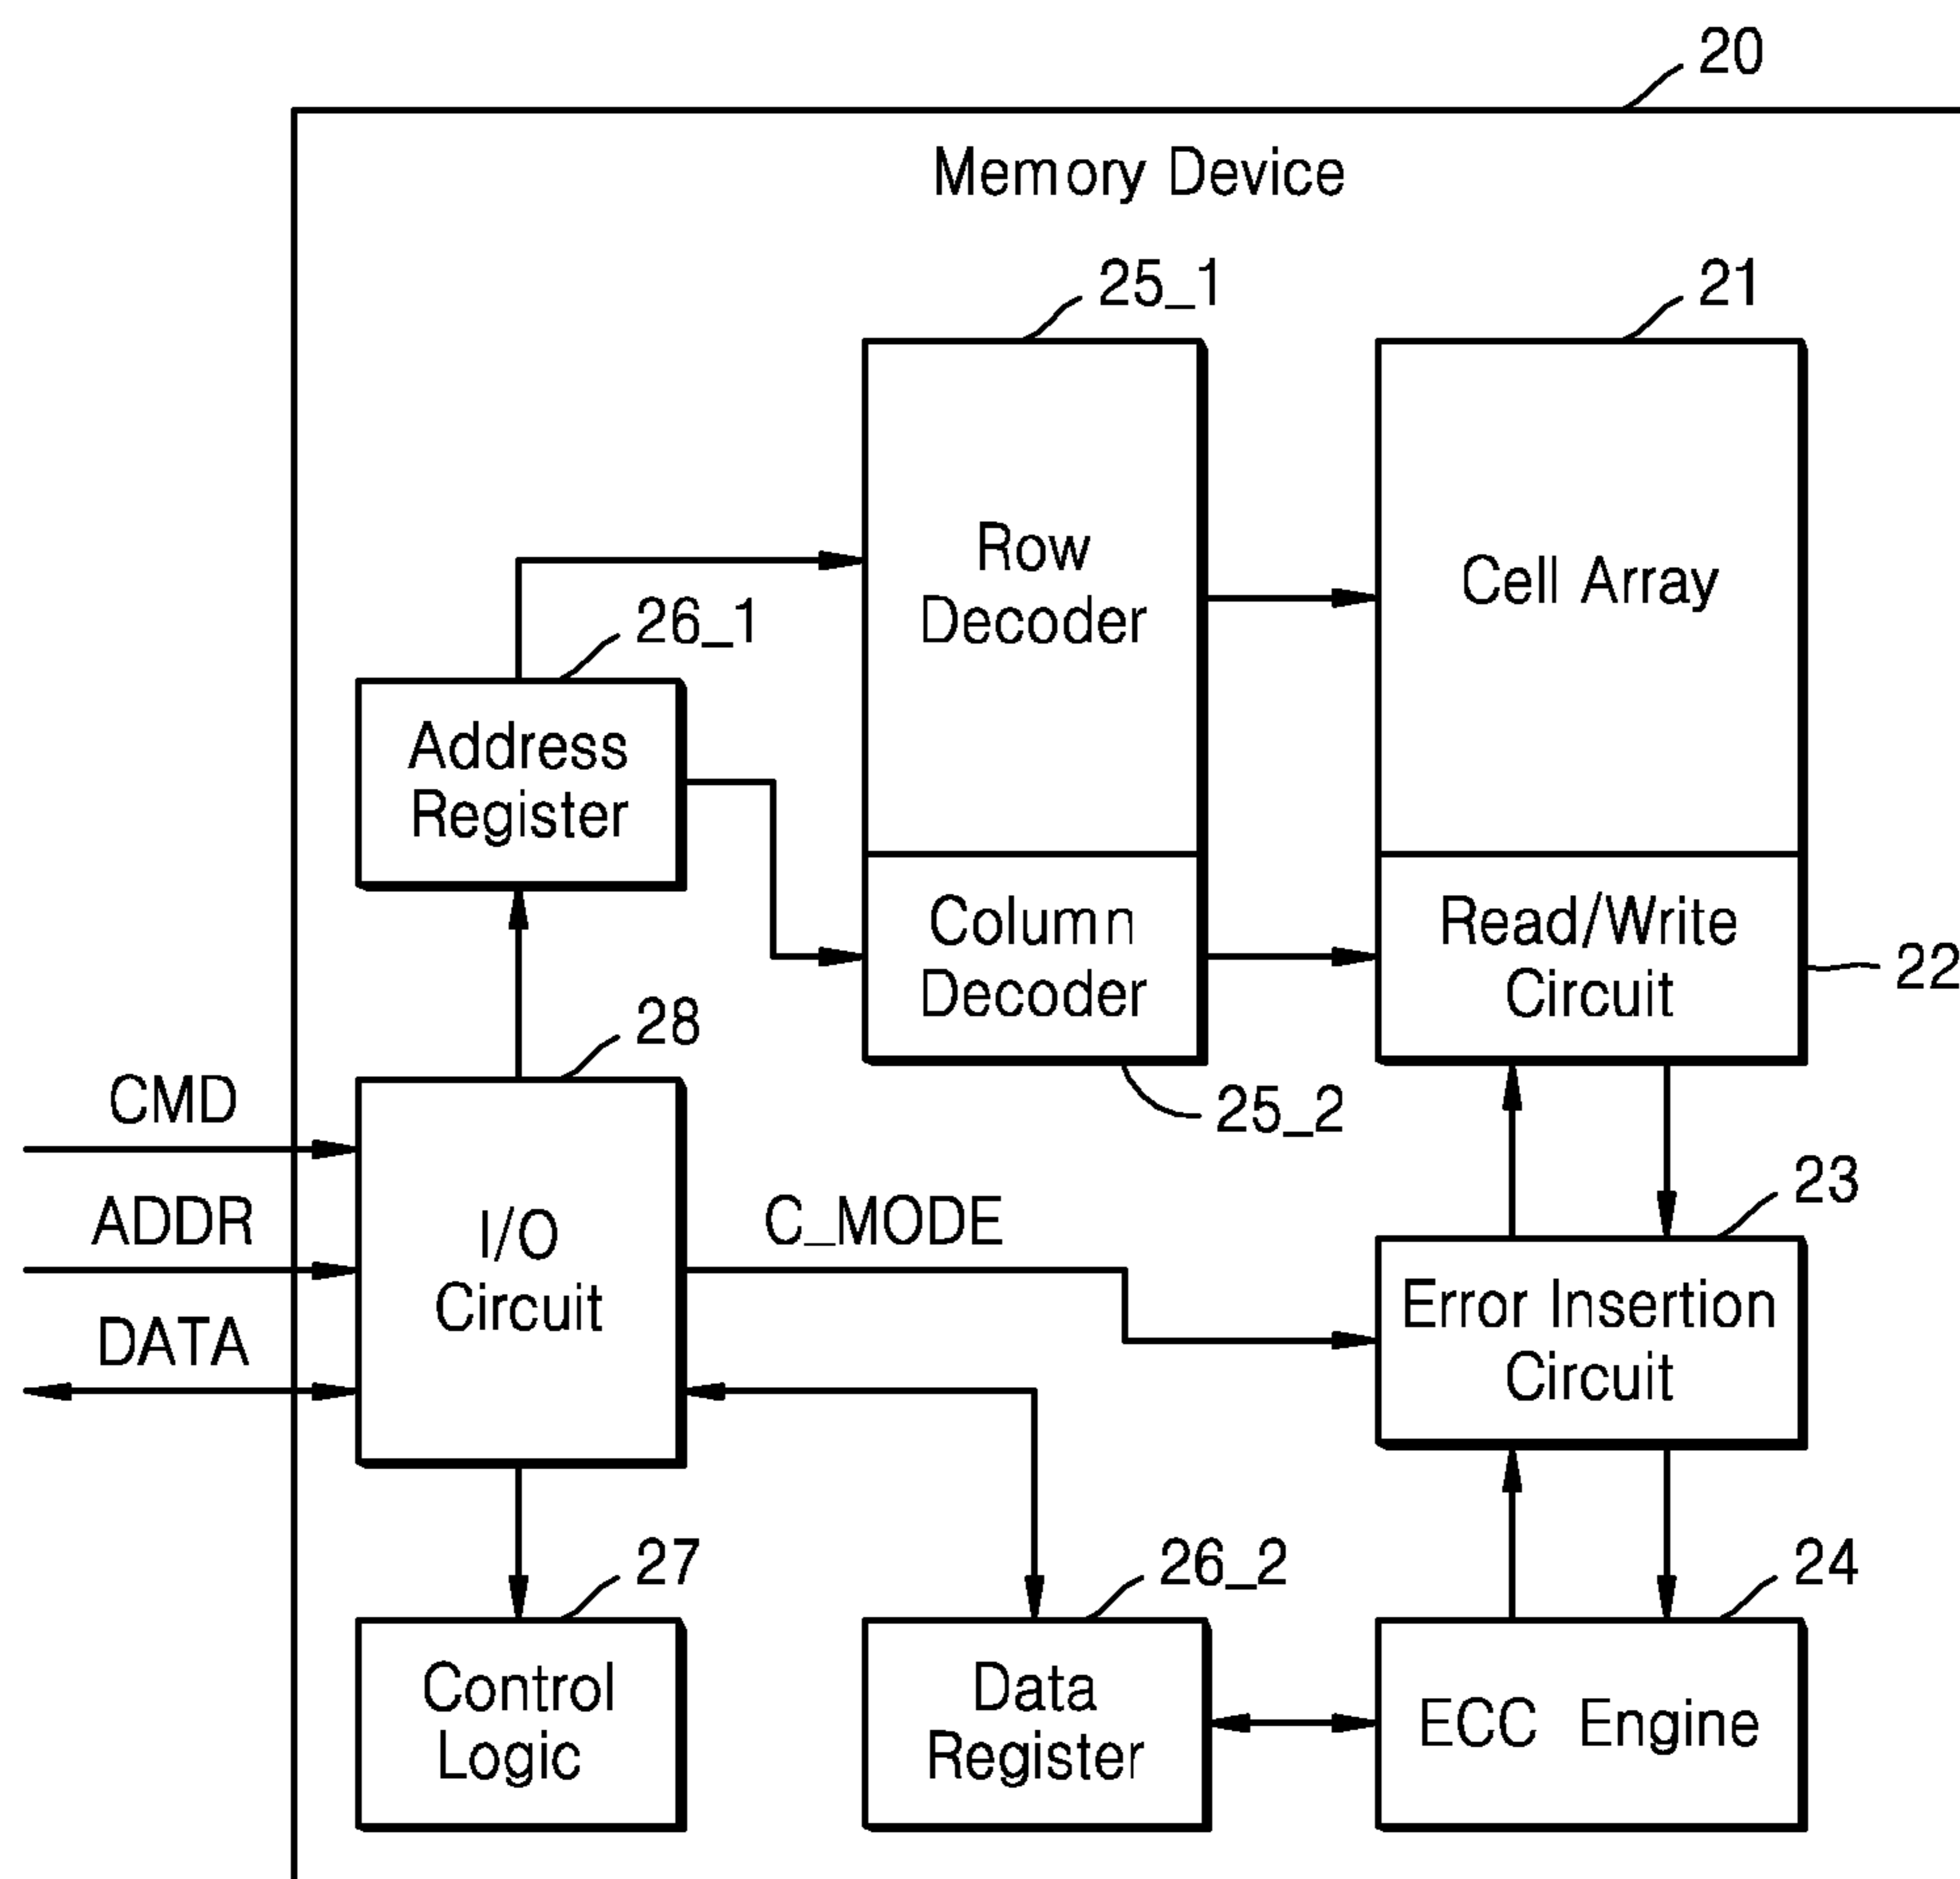 20
Memory Device
25_1
21
Row
Decoder
Cell Array
26_1
Address
Register
Column
Decoder
Read/Write
Circuit
22
28
25_2
CMD
23
ADDR
I/O
Circuit
C_MODE
Error Insertion
Circuit
DATA
27
26_2
24
Control
Logic
Data
Register
ECC Engine